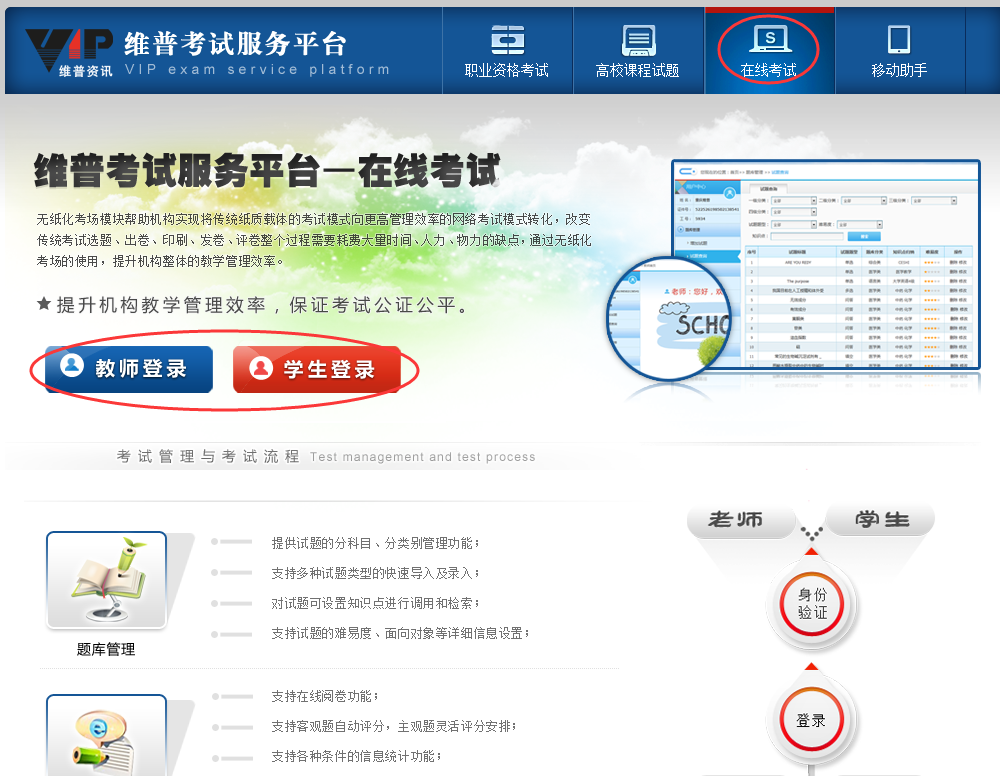 VIP
维普资讯
维普考试服务平台
VIP exam service platform
职业资格考试
高校课程试题
S
在线考试
移动助手
维普考试服务平台—在线考试
无纸化考场模块帮助机构实现将传统纸质载体的考试模式向更高管理效率的网络考试模式转化，改变
传统考试选题、出卷、印刷、发卷、评卷整个过程需要耗费大量时间、人力、物力的缺点，通过无纸化
考场的使用，提升机构整体的教学管理效率。
★提升机构教学管理效率，保证考试公证公平。
教师登录
学生登录
老师：您好，欢
SCHO
考试管理与考试流程 Test management and test process
老师
学生
身份
验证
登录
提供试题的分科目、分类别管理功能；
支持多种试题类型的快速导入及录入；
对试题可设置知识点进行调用和检索；
支持试题的难易度、面向对象等详细信息设置；
题库管理
支持在线阅卷功能；
支持客观题自动评分，主观题灵活评分安排；
支持各种条件的信息统计功能；